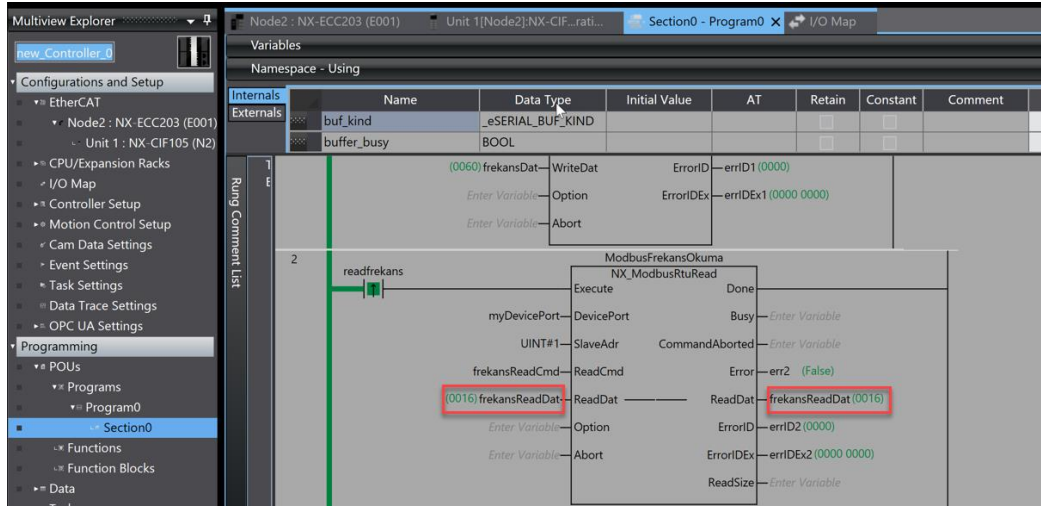 Multiview Explorer
new_Controller_0
Configurations and Setup
EtherCAT
Node2 : NX-ECC203 (E001)
Unit 1 : NX-CIF105 (N2)
CPU/Expansion Racks
I/O Map
Controller Setup
Motion Control Setup
Cam Data Settings
Event Settings
Task Settings
Data Trace Settings
OPC UA Settings
Programming
POUs
Programs
Program0
Section0
Functions
Function Blocks
Data
Node2 : NX-ECC203 (E001) Unit 1[Node2]:NX-CIF...rati... Section0 - Program0 X I/O Map
Variables
Namespace - Using
Internals
Externals
Name Data Type Initial Value AT Retain Constant Comment
buf_kind _eSERIAL_BUF_KIND
buffer_busy BOOL
Rung Comment List
(0060) frekansDat WriteDat ErrorID errID1 (0000)
Enter Variable Option ErrorIDEx errIDEx1 (0000 0000)
Enter Variable Abort
2
ModbusFrekansOkuma
readfrekans NX_ModbusRtuRead
Execute Done
myDevicePort DevicePort Busy Enter Variable
UINT#1 SlaveAdr CommandAborted Enter Variable
frekansReadCmd ReadCmd Error err2 (False)
(0016) frekansReadDat ReadDat ReadDat frekansReadDat (0016)
Enter Variable Option ErrorID errID2 (0000)
Enter Variable Abort ErrorIDEx errIDEx2 (0000 0000)
ReadSize Enter Variable